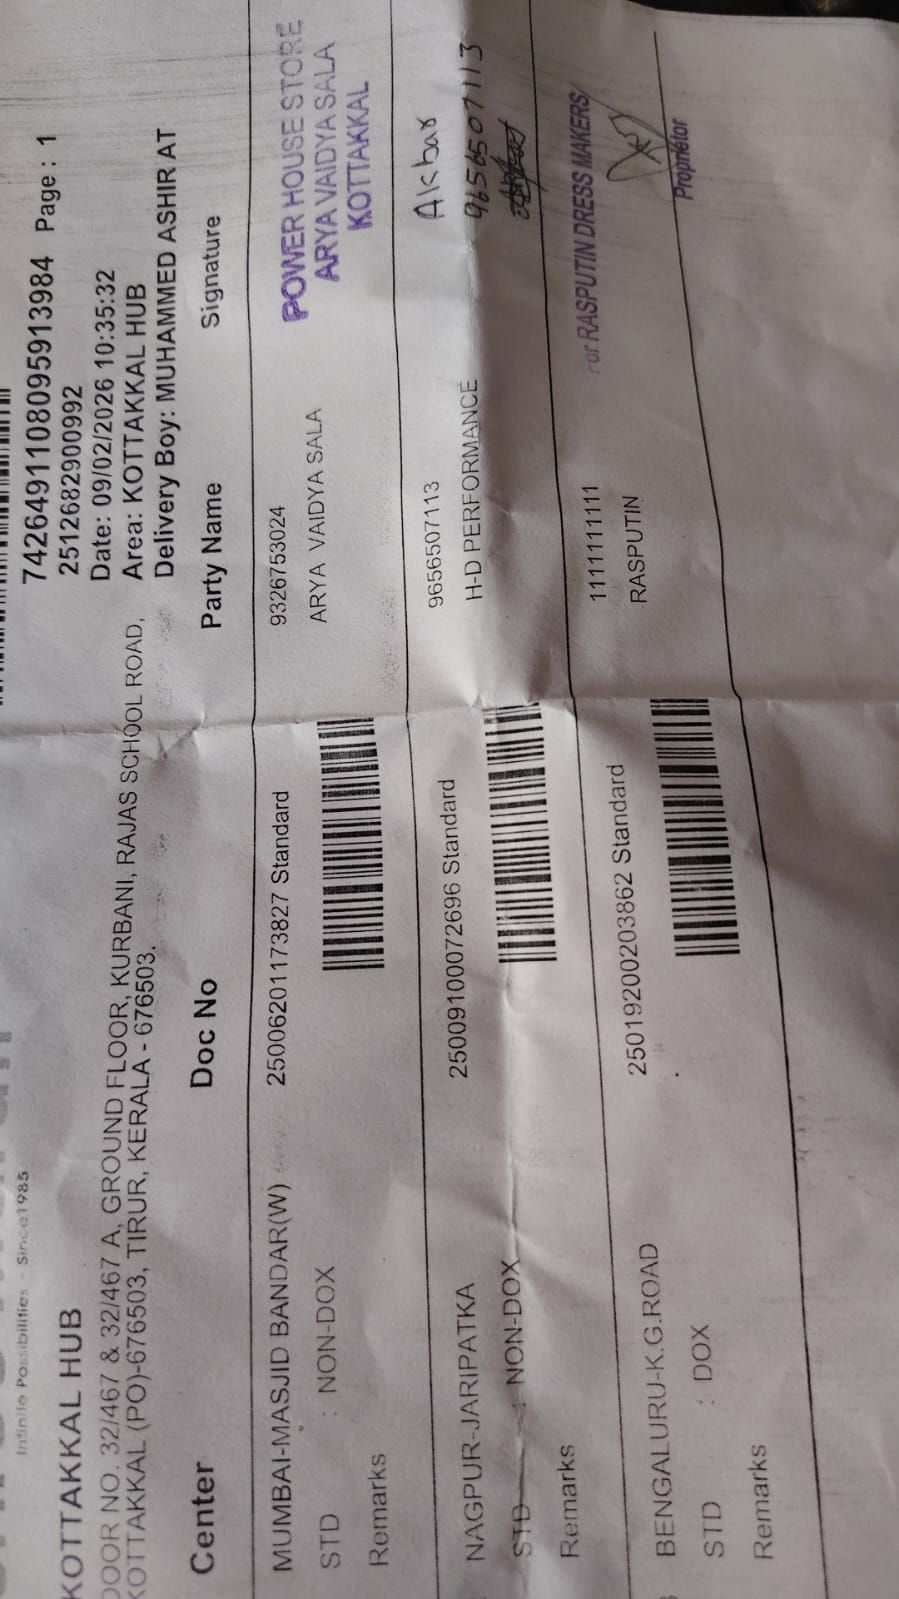 Infinite Possibilities - Since1985
7426491108095913984 Page : 1
KOTTAKKAL HUB
2512682900992
DOOR NO. 32/467 & 32/467 A, GROUND FLOOR, KURBANI, RAJAS SCHOOL ROAD,
Date: 09/02/2026 10:35:32
KOTTAKKAL (PO)-676503, TIRUR, KERALA - 676503.
Area: KOTTAKKAL HUB
Delivery Boy: MUHAMMED ASHIR AT
Center Doc No Party Name Signature
MUMBAI-MASJID BANDAR(W) 25006201173827 Standard 9326753024 POWER HOUSE STORE
STD : NON-DOX ARYA VAIDYA SALA ARYA VAIDYA SALA
KOTTAKKAL
Remarks
NAGPUR-JARIPATKA 25009100072696 Standard 9656507113 Akbar
STD : NON-DOX H-D PERFORMANCE 9656507113
Remarks
BENGALURU-K.G.ROAD 25019200203862 Standard 1111111111 For RASPUTIN DRESS MAKERS
STD : DOX RASPUTIN
Proprietor
Remarks